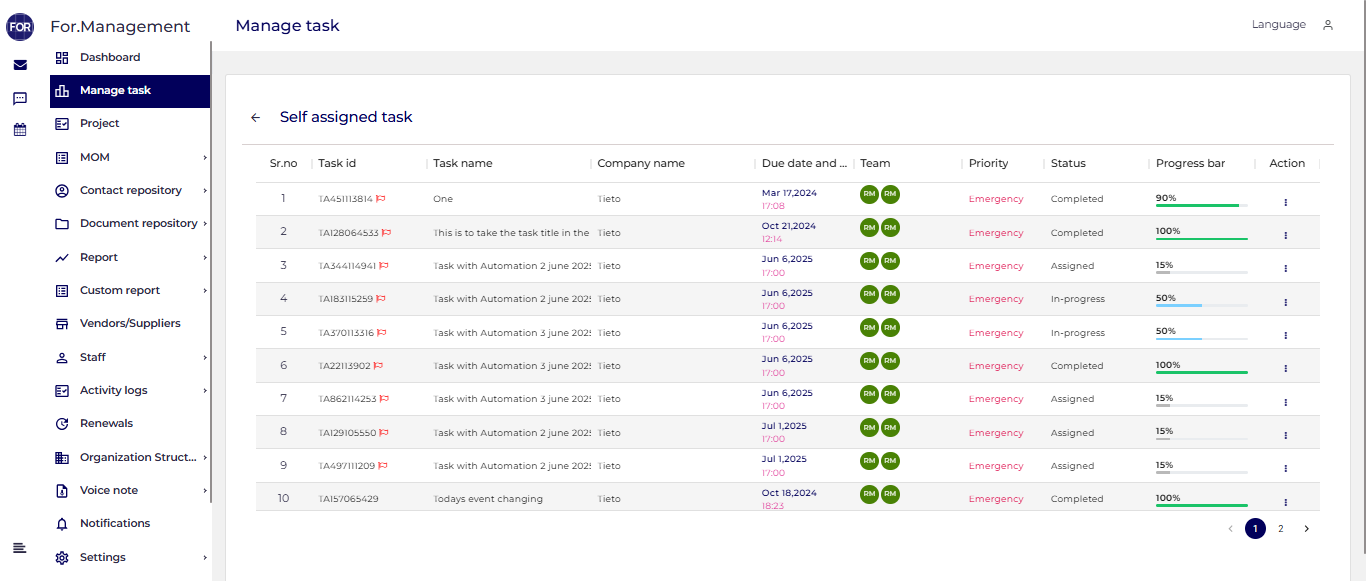 FOR For.Management Manage task Language
Dashboard
Manage task
Project
MOM
Contact repository
Document repository
Report
Custom report
Vendors/Suppliers
Staff
Activity logs
Renewals
Organization Struct...
Voice note
Notifications
Settings
Self assigned task
Sr.no Task id Task name Company name Due date and ... Team Priority Status Progress bar Action
1 TA451113814 One Tieto Mar 17,2024 17:08 RM RM Emergency Completed 90%
2 TA128064533 This is to take the task title in the Tieto Oct 21,2024 12:14 RM RM Emergency Completed 100%
3 TA344114941 Task with Automation 2 june 202 Tieto Jun 6,2025 17:00 RM RM Emergency Assigned 15%
4 TA183115259 Task with Automation 2 june 202 Tieto Jun 6,2025 17:00 RM RM Emergency In-progress 50%
5 TA370113316 Task with Automation 3 june 202 Tieto Jun 6,2025 17:00 RM RM Emergency In-progress 50%
6 TA22113902 Task with Automation 3 june 202 Tieto Jun 6,2025 17:00 RM RM Emergency Completed 100%
7 TA862114253 Task with Automation 3 june 202 Tieto Jun 6,2025 17:00 RM RM Emergency Assigned 15%
8 TA129105550 Task with Automation 2 june 202 Tieto Jul 1,2025 17:00 RM RM Emergency Assigned 15%
9 TA497111209 Task with Automation 2 june 202 Tieto Jul 1,2025 17:00 RM RM Emergency Assigned 15%
10 TA157065429 Todays event changing Tieto Oct 18,2024 18:23 RM RM Emergency Completed 100%
1 2